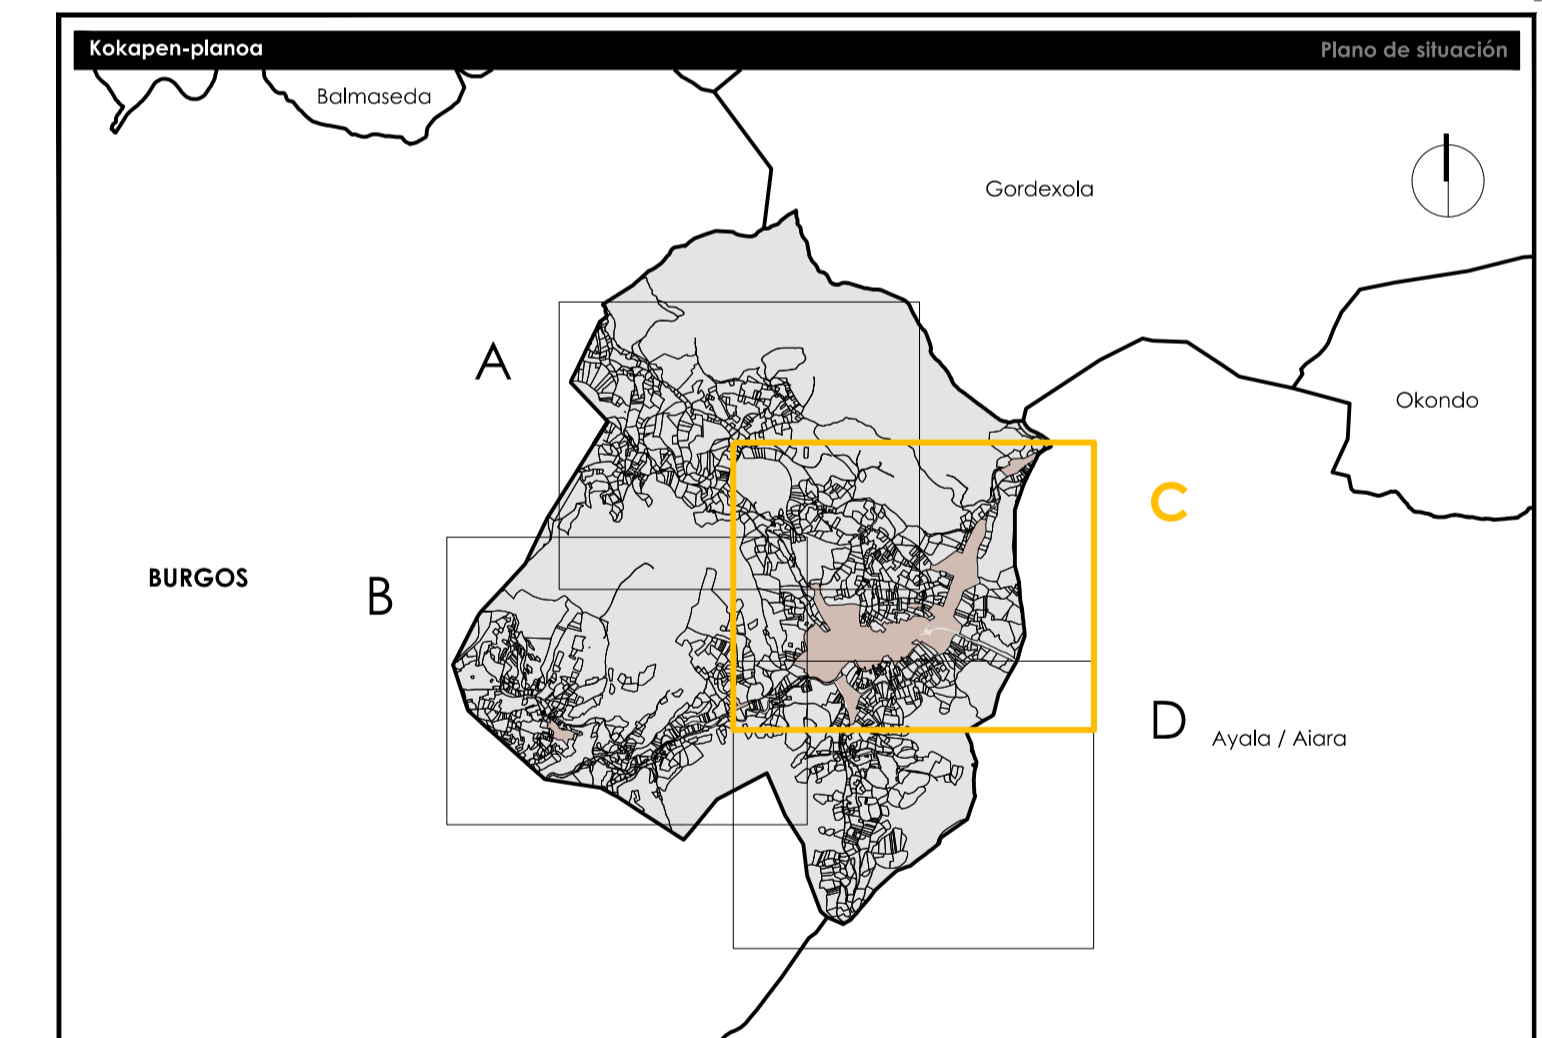 Kokapen-planoa
Plano de situación
Balmaseda
Gordexola
A
Okondo
C
BURGOS
B
D
Ayala / Aiara